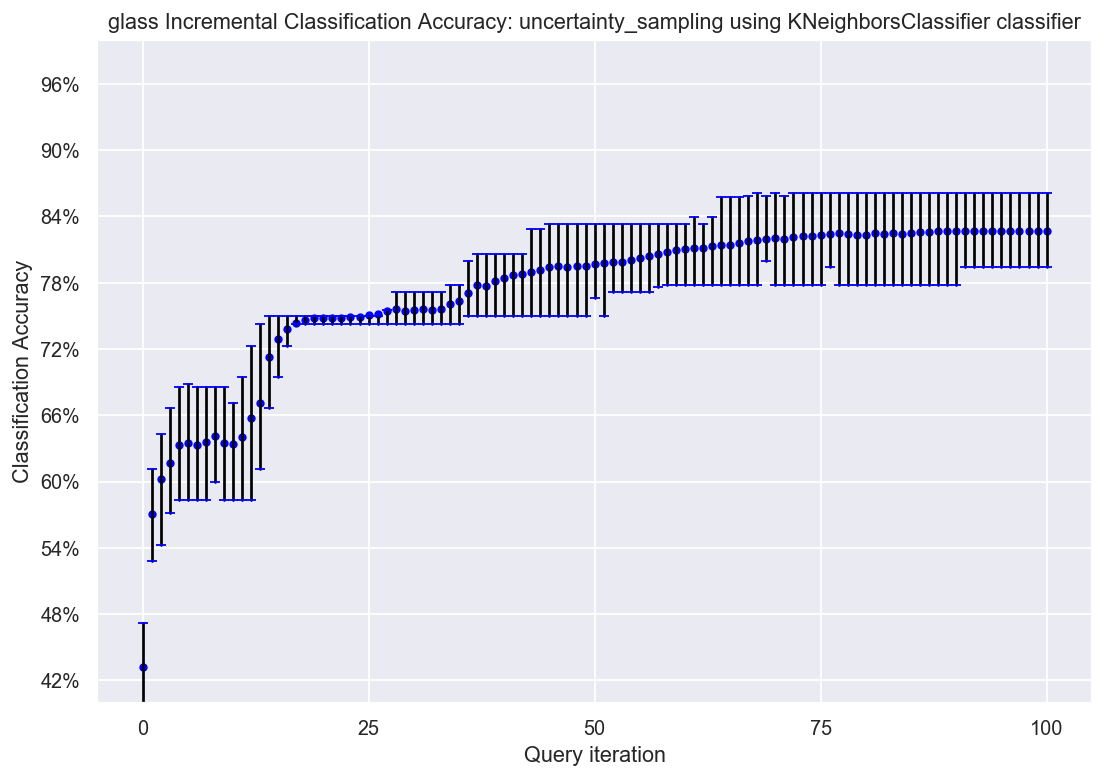 glass Incremental Classification Accuracy: uncertainty_sampling using KNeighborsClassifier classifier
96%
90%
84%
78%
72%
66%
60%
54%
48%
42%
Classification Accuracy
0 25 50 75 100
Query iteration